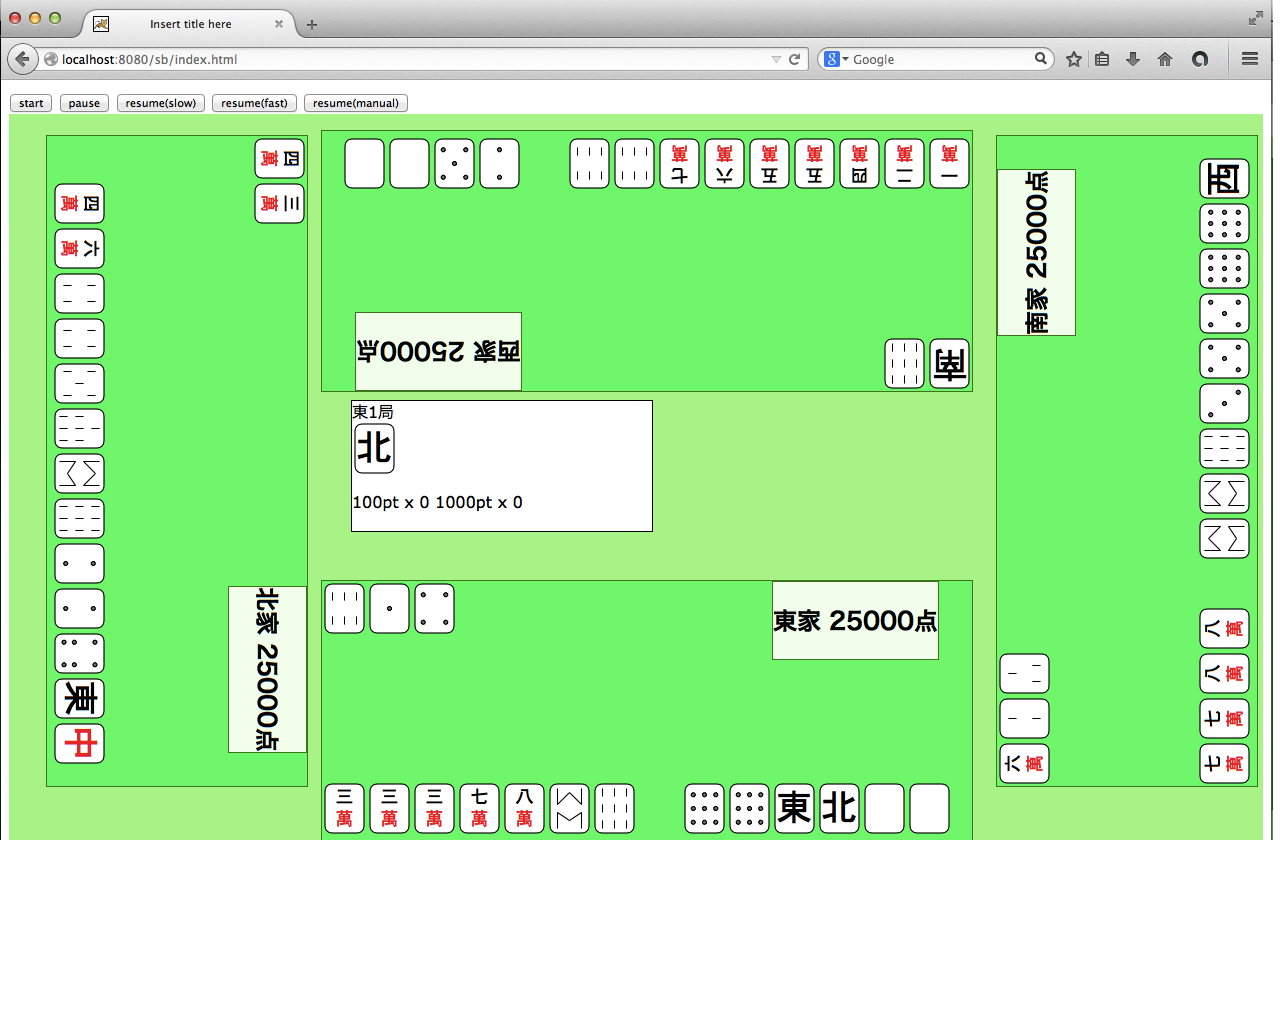 Insert title here
localhost:8080/sb/index.html
Google
start pause resume(slow) resume(fast) resume(manual)
四萬
三萬
四萬
六萬
東
中
北家 25000点
七萬 六萬 五萬 五萬 四萬 二萬 一萬
西家 25000点
南
東1局
北
100pt x 0 1000pt x 0
南家 25000点
西
八萬
八萬
七萬
七萬
六萬
東家 25000点
三萬 三萬 三萬 七萬 八萬 東 北